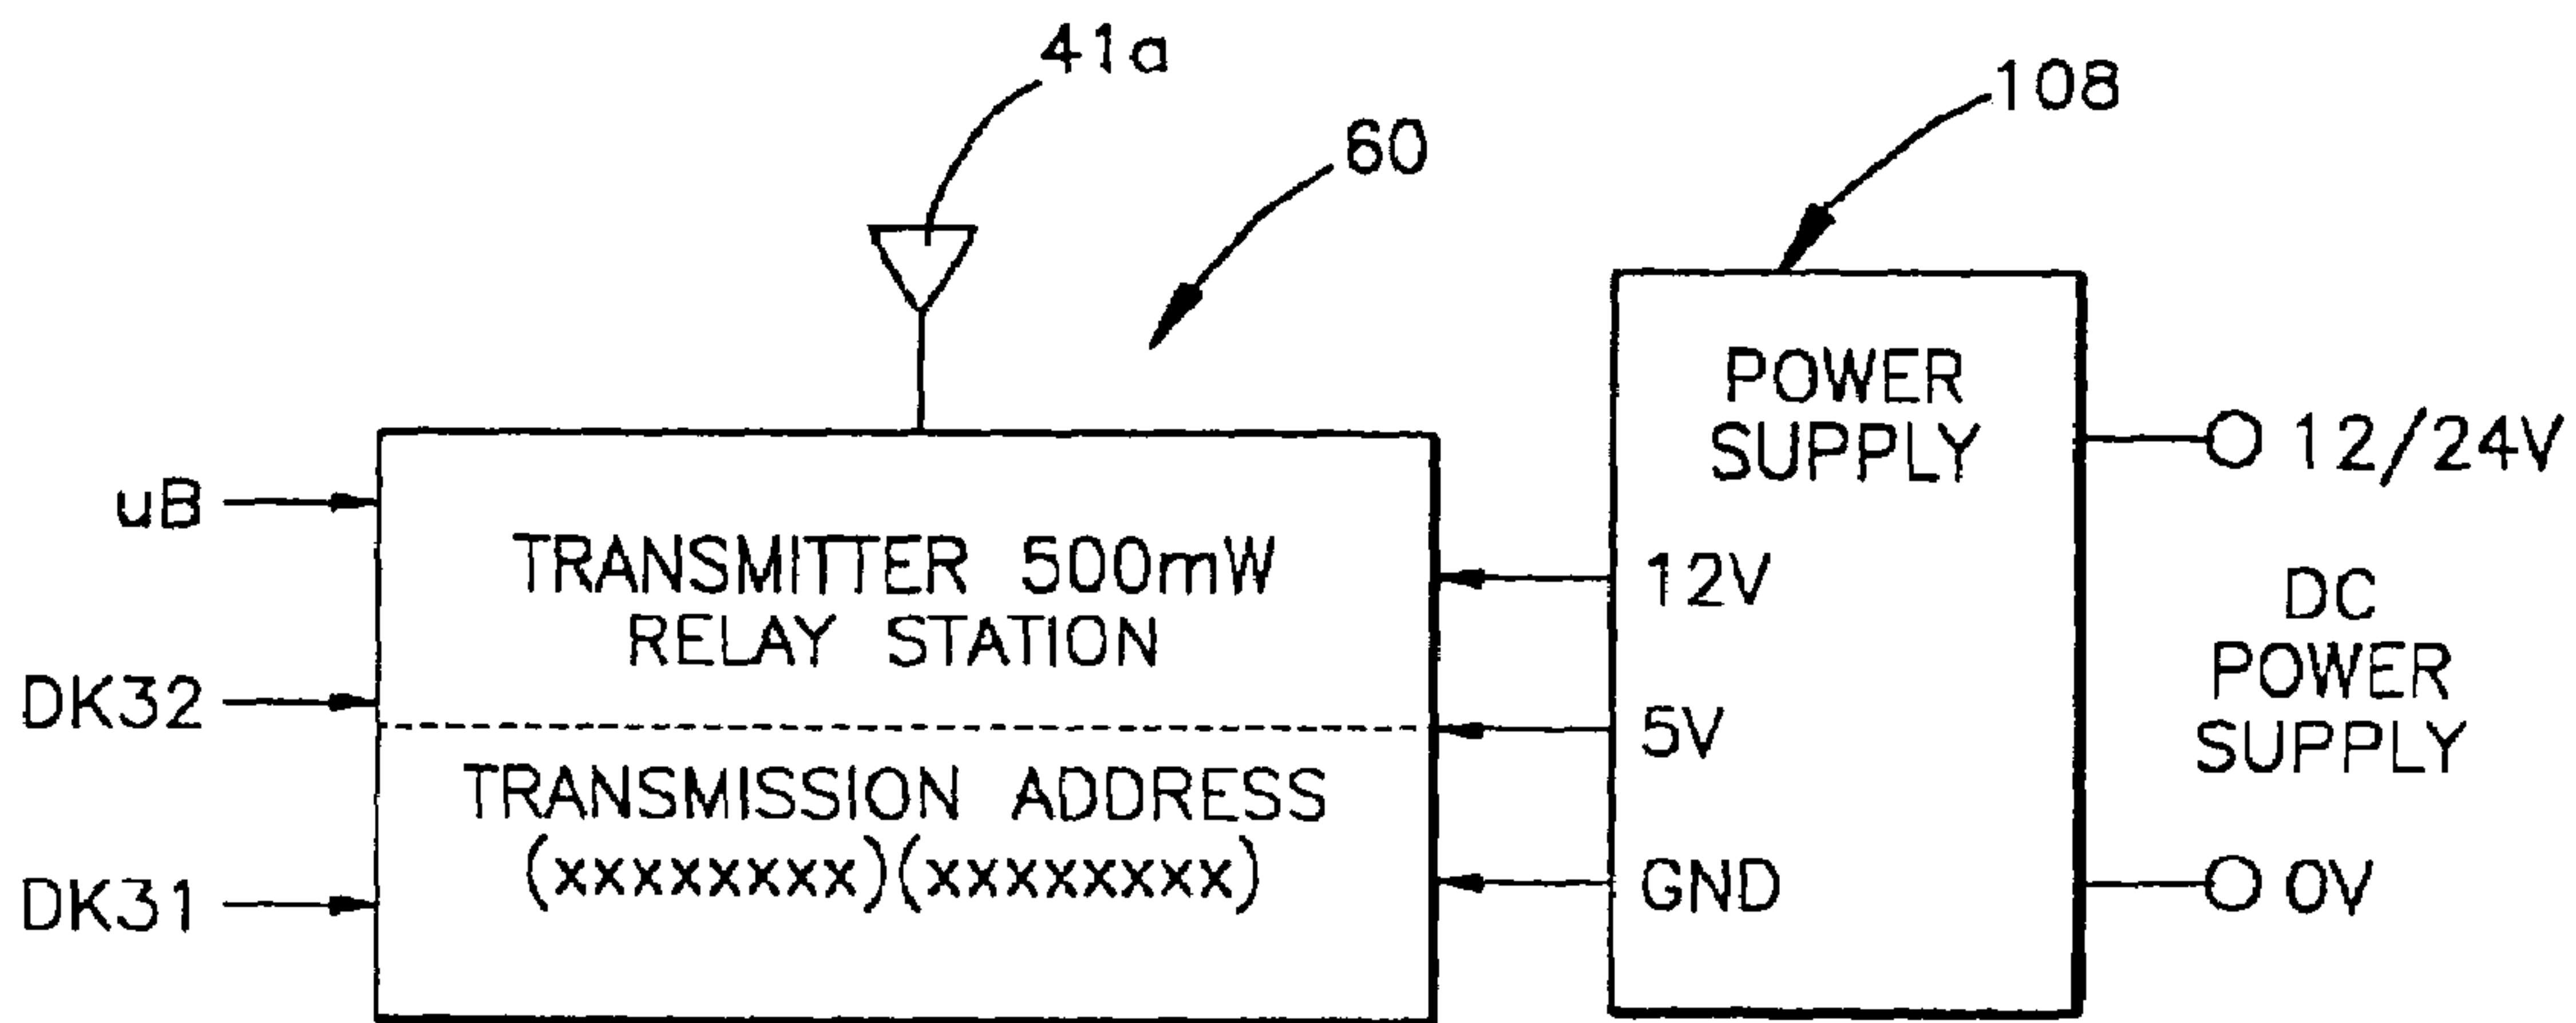 41a
60
108
uB
DK32
DK31
TRANSMITTER 500mW
RELAY STATION
TRANSMISSION ADDRESS
(xxxxxxxx)(xxxxxxxx)
POWER
SUPPLY
12V
5V
GND
12/24V
DC
POWER
SUPPLY
0V